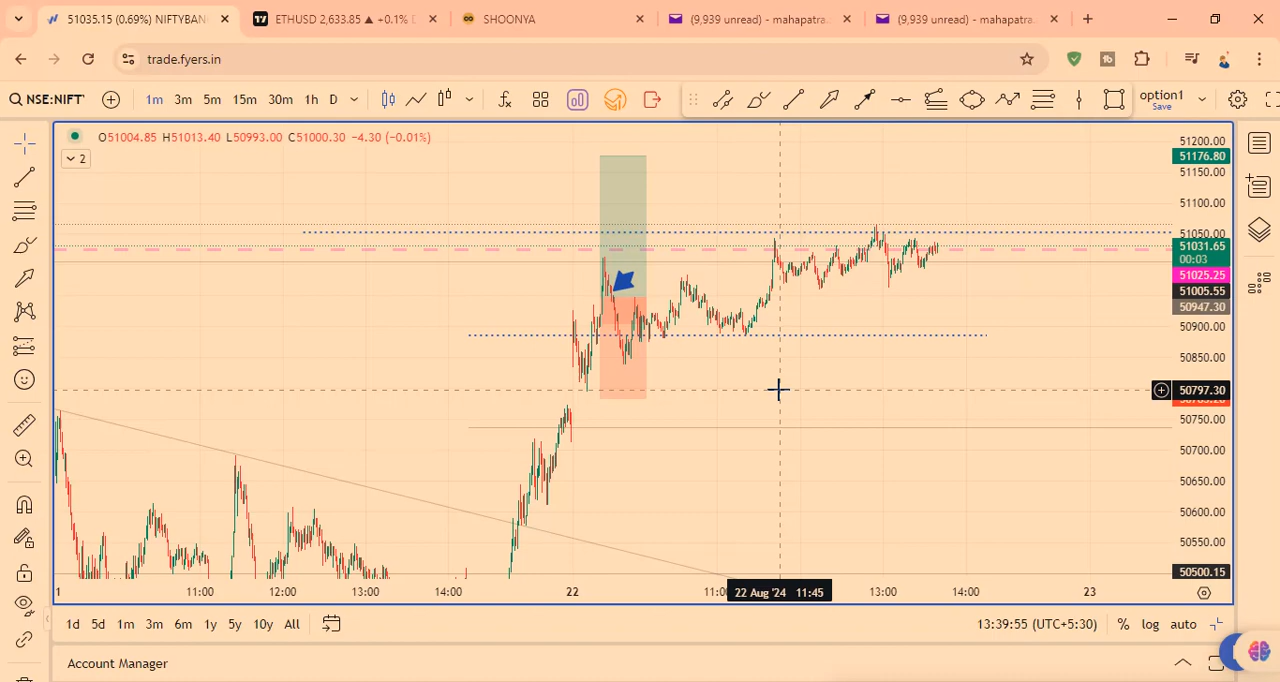 51035.15 (0.69%) NIFTYBAN
ETHUSD 2,633.85 ▲ +0.1% D
SHOONYA
(9,939 unread) - mahapatra.
(9,939 unread) - mahapatra.
trade.fyers.in
NSE:NIFT
1m 3m 5m 15m 30m 1h D
option1
Save
O51004.85 H51013.40 L50993.00 C51000.30 −4.30 (−0.01%)
2
51200.00
51176.80
51150.00
51100.00
51050.00
51031.65
00:03
51025.25
51005.55
50947.30
50900.00
50850.00
50797.30
50750.00
50700.00
50650.00
50600.00
50550.00
50500.15
1 11:00 12:00 13:00 14:00 22 11:0 22 Aug '24 11:45 13:00 14:00 23
1d 5d 1m 3m 6m 1y 5y 10y All
13:39:55 (UTC+5:30) % log auto
Account Manager